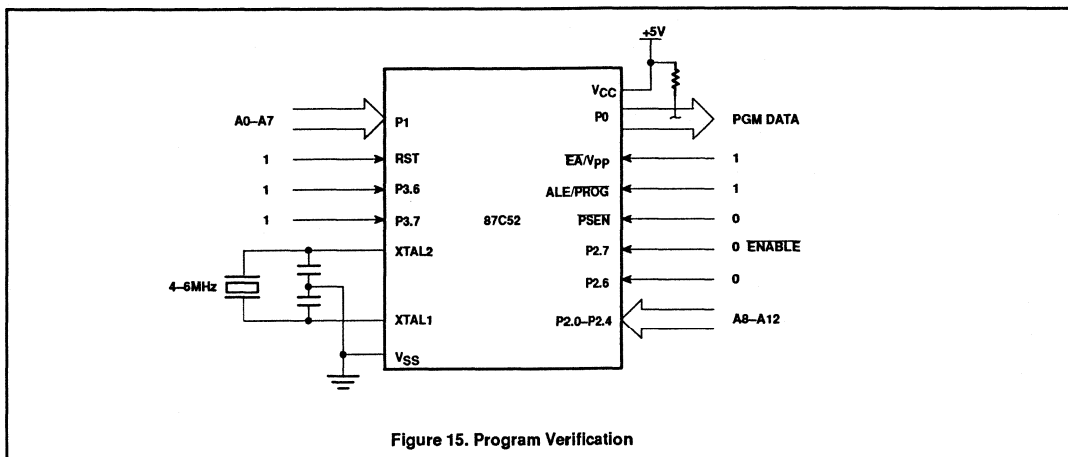 +5V
VCC
A0–A7
P1
P0
PGM DATA
1
RST
EA/VPP
1
1
P3.6
ALE/PROG
1
1
P3.7
87C52
PSEN
0
XTAL2
P2.7
0 ENABLE
4–6MHz
P2.6
0
XTAL1
P2.0–P2.4
A8–A12
VSS
Figure 15. Program Verification